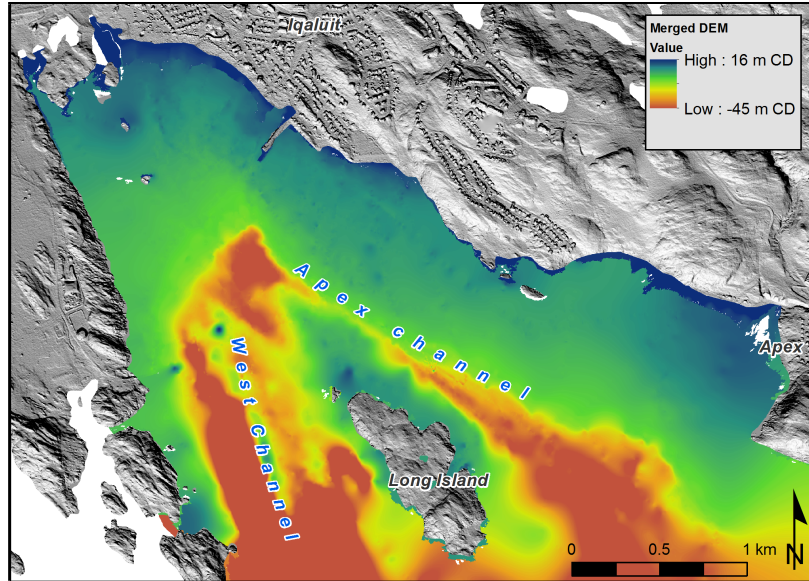 Iqaluit
Merged DEM
Value
High : 16 m CD
Low : -45 m CD
Apex channel
West Channel
Apex
Long Island
0 0.5 1 km
N